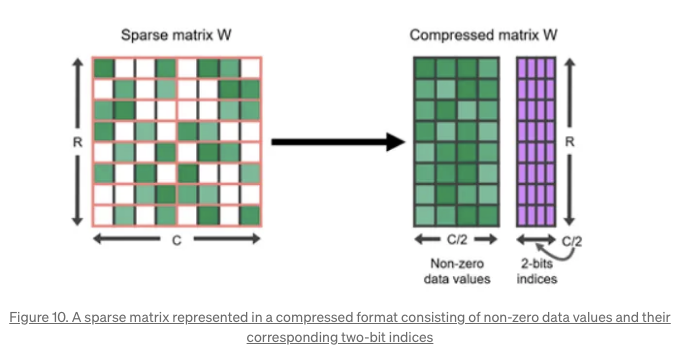 Sparse matrix W
Compressed matrix W
R
R
C
C/2
C/2
Non-zero
data values
2-bits
indices
Figure 10. A sparse matrix represented in a compressed format consisting of non-zero data values and their
corresponding two-bit indices